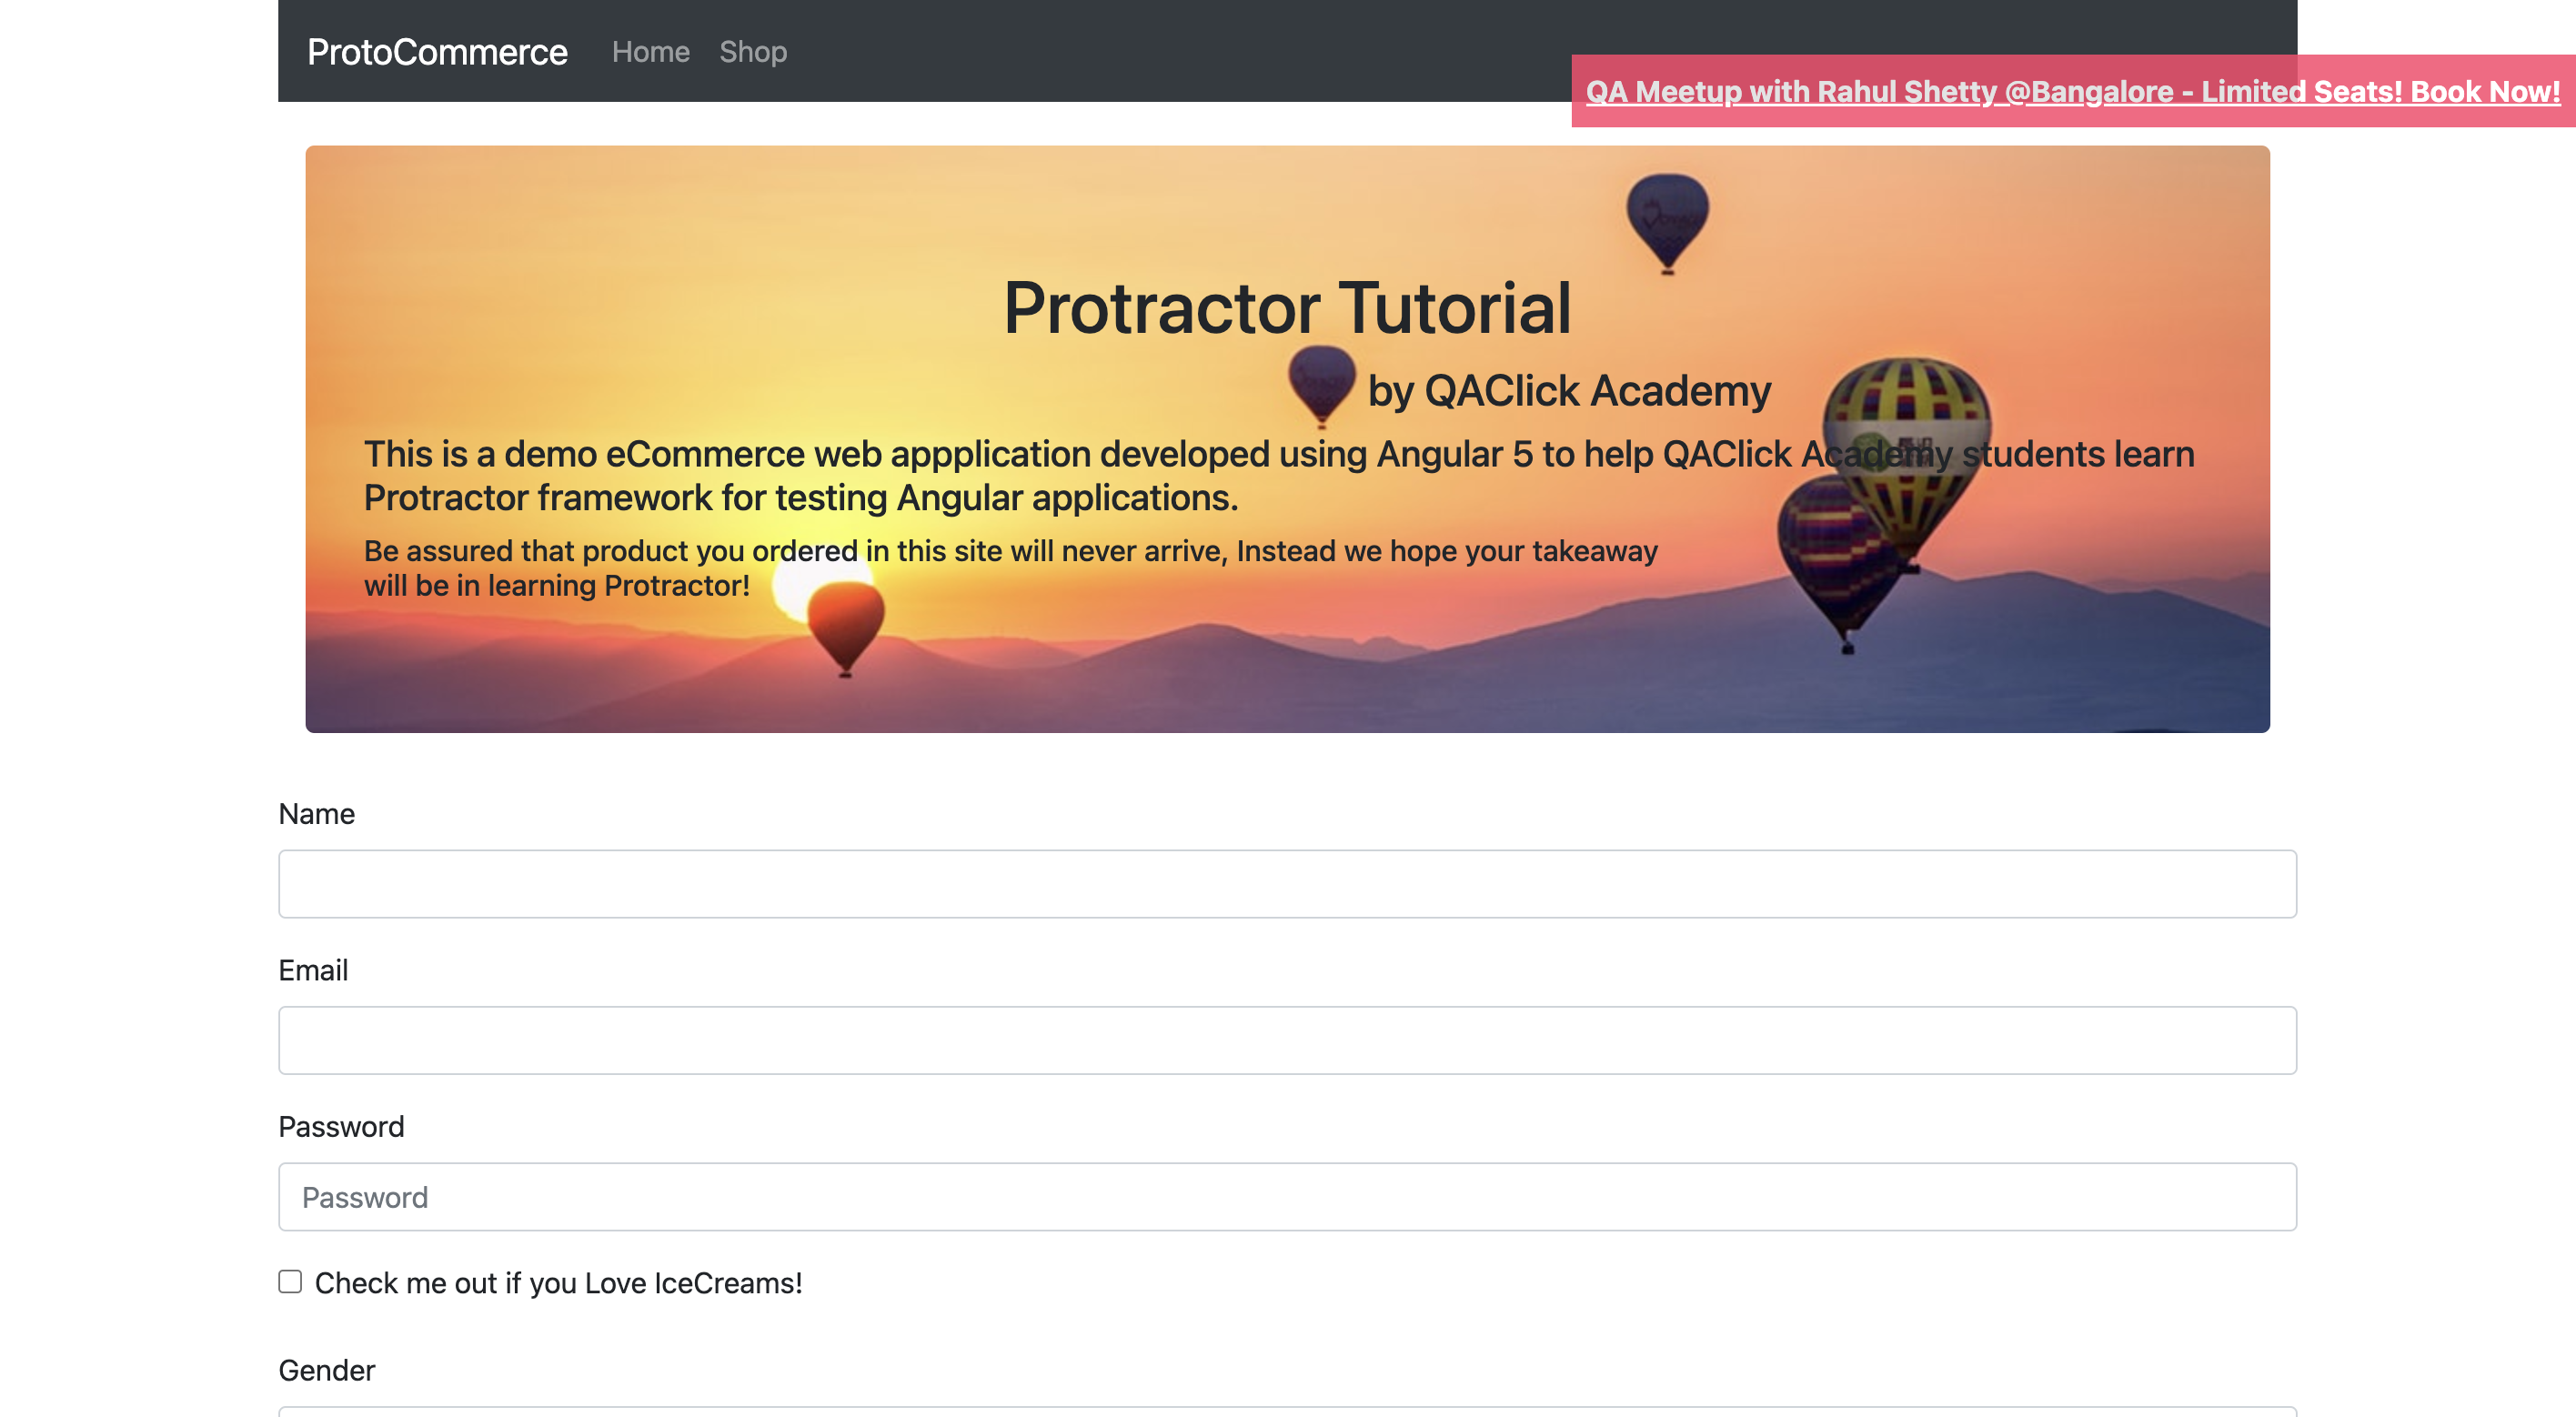 ProtoCommerce Home Shop
QA Meetup with Rahul Shetty @Bangalore - Limited Seats! Book Now!
Protractor Tutorial
by QAClick Academy
This is a demo eCommerce web appplication developed using Angular 5 to help QAClick Academy students learn
Protractor framework for testing Angular applications.
Be assured that product you ordered in this site will never arrive, Instead we hope your takeaway
will be in learning Protractor!
Name
Email
Password
Password
Check me out if you Love IceCreams!
Gender